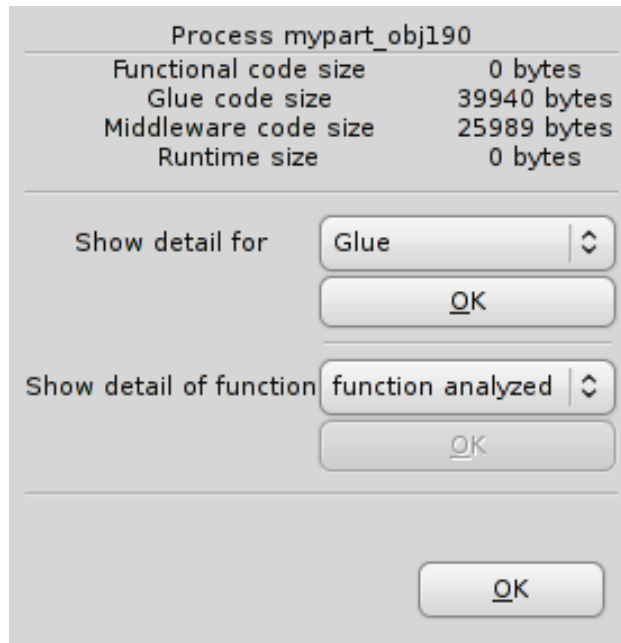 Process mypart_obj190
Functional code size 0 bytes
Glue code size 39940 bytes
Middleware code size 25989 bytes
Runtime size 0 bytes
Show detail for Glue
OK
Show detail of function function analyzed
OK
OK